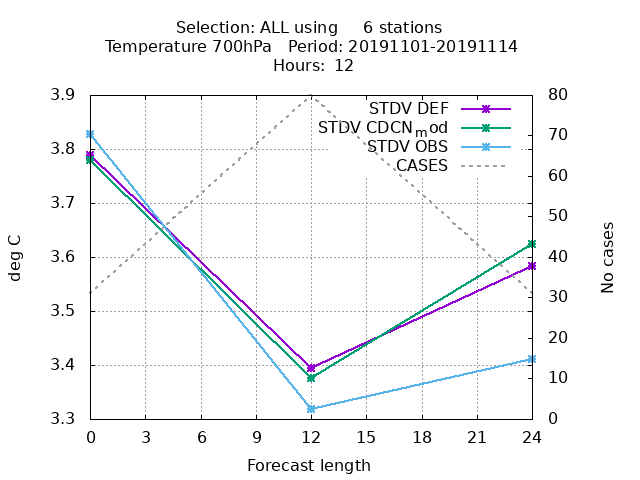 Selection: ALL using     6 stations
Temperature 700hPa   Period: 20191101-20191114
Hours: 12
3.9
3.8
3.7
3.6
3.5
3.4
3.3
deg C
80
70
60
50
40
30
20
10
0
No cases
STDV DEF
STDV CDCNmod
STDV OBS
CASES
0 3 6 9 12 15 18 21 24
Forecast length